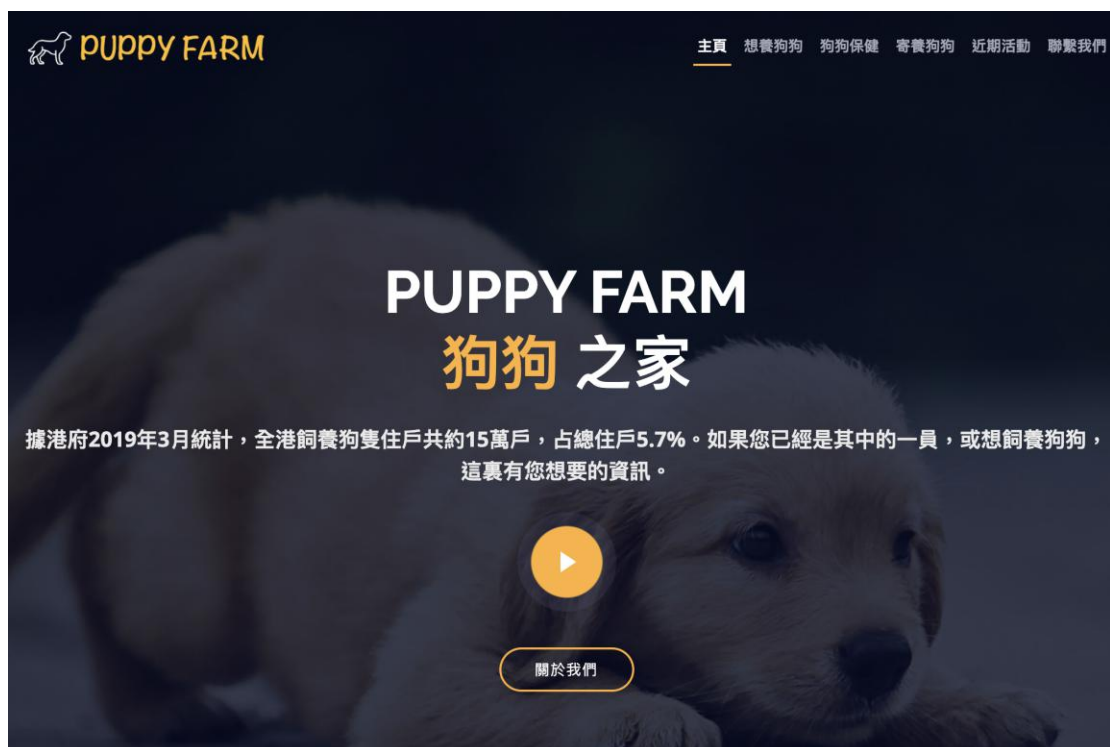 PUPPY FARM
主頁 想養狗狗 狗狗保健 寄養狗狗 近期活動 聯繫我們
PUPPY FARM
狗狗 之家
據港府2019年3月統計，全港飼養狗隻住戶共約15萬戶，占總住戶5.7%。如果您已經是其中的一員，或想飼養狗狗，
這裏有您想要的資訊。
關於我們